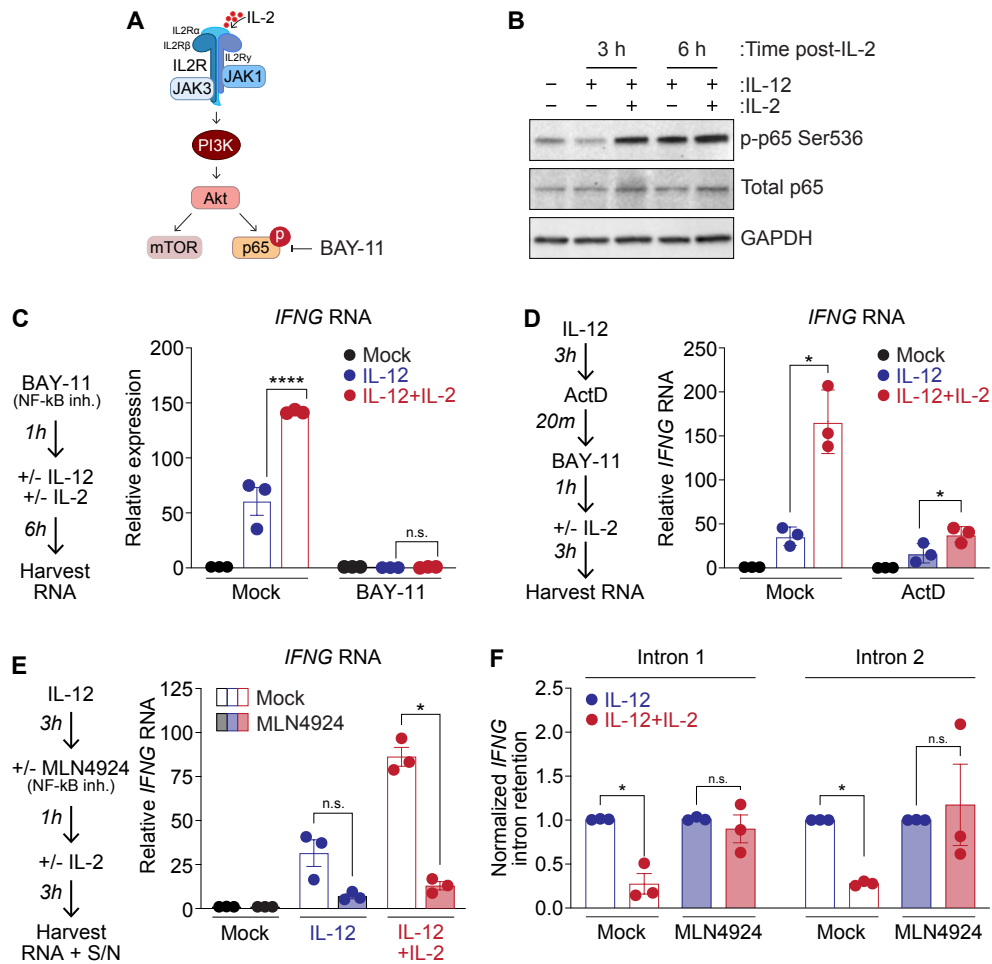 A
IL-2
IL2Rα
IL2Rβ
IL2Rγ
IL2R
JAK1
JAK3
PI3K
Akt
mTOR
p65
p
BAY-11
B
3 h 6 h :Time post-IL-2
– + + + + :IL-12
– – + – + :IL-2
p-p65 Ser536
Total p65
GAPDH
C
BAY-11
(NF-kB inh.)
1h
+/- IL-12
+/- IL-2
6h
Harvest
RNA
IFNG RNA
Relative expression
200
150
100
50
0
Mock
IL-12
IL-12+IL-2
****
n.s.
Mock BAY-11
D
IL-12
3h
ActD
20m
BAY-11
1h
+/- IL-2
3h
Harvest RNA
IFNG RNA
Relative IFNG RNA
250
200
150
100
50
0
Mock
IL-12
IL-12+IL-2
*
*
Mock ActD
E
IL-12
3h
+/- MLN4924
(NF-kB inh.)
1h
+/- IL-2
3h
Harvest
RNA + S/N
IFNG RNA
Relative IFNG RNA
125
100
75
50
25
0
Mock
MLN4924
n.s.
*
Mock IL-12 IL-12
+IL-2
F
Intron 1 Intron 2
Normalized IFNG
intron retention
2.5
2.0
1.5
1.0
0.5
0.0
IL-12
IL-12+IL-2
*
n.s.
*
n.s.
Mock MLN4924 Mock MLN4924